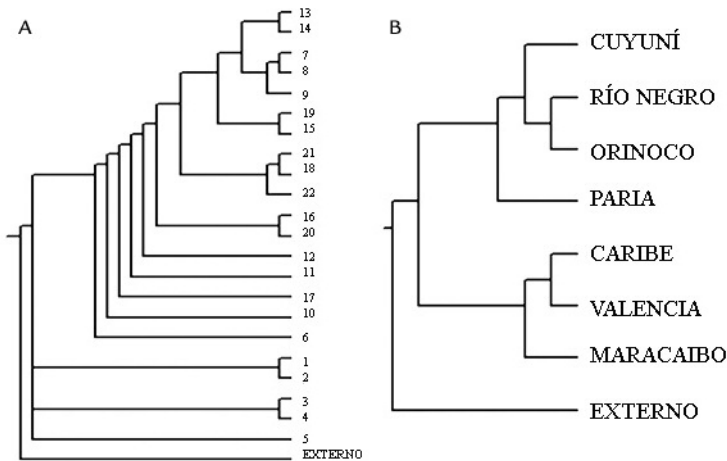 A
13
14
7
8
9
19
15
21
18
22
16
20
12
11
17
10
6
1
2
3
4
5
EXTERNO
B
CUYUNÍ
RÍO NEGRO
ORINOCO
PARIA
CARIBE
VALENCIA
MARACAIBO
EXTERNO